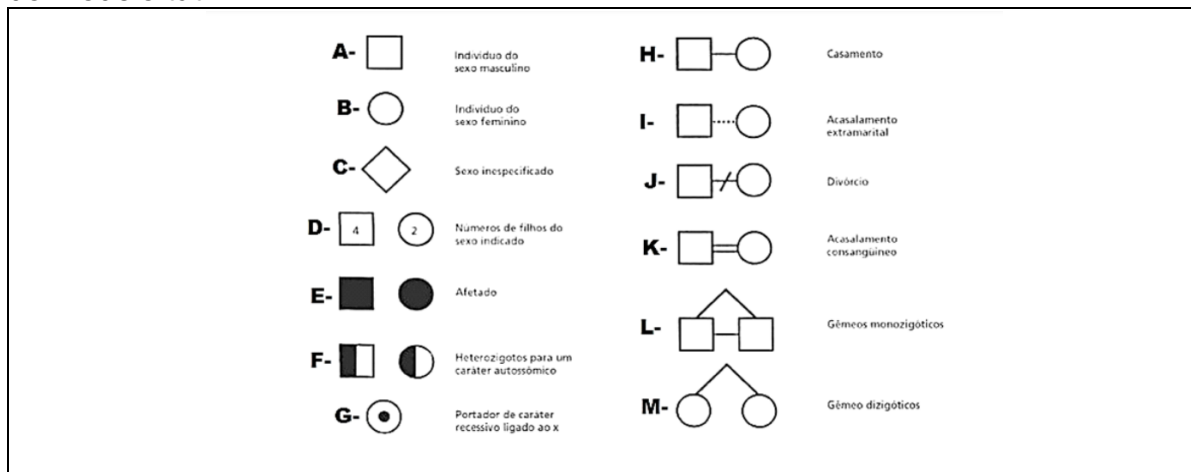 A-
Indivíduo do
sexo masculino
B-
Indivíduo do
sexo feminino
C-
Sexo inespecificado
D-
4
2
Números de filhos do
sexo indicado
E-
Afetado
F-
Heterozigotos para um
caráter autossômico
G-
Portador de caráter
recessivo ligado ao x
H-
Casamento
I-
Acasalamento
extramarital
J-
Divórcio
K-
Acasalamento
consangüíneo
L-
Gêmeos monozigóticos
M-
Gêmeo dizigóticos